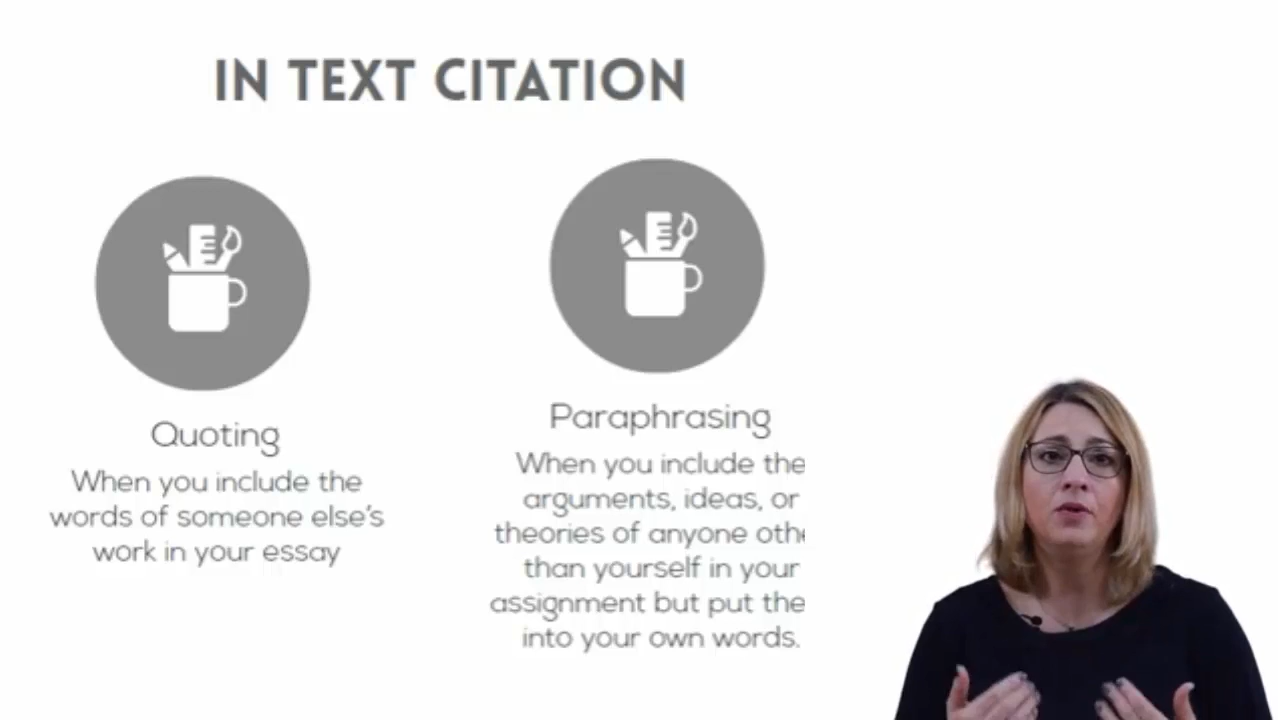 IN TEXT CITATION
Quoting
When you include the
words of someone else's
work in your essay
Paraphrasing
When you include the
arguments, ideas, or
theories of anyone othe
than yourself in your
assignment but put the
into your own words.